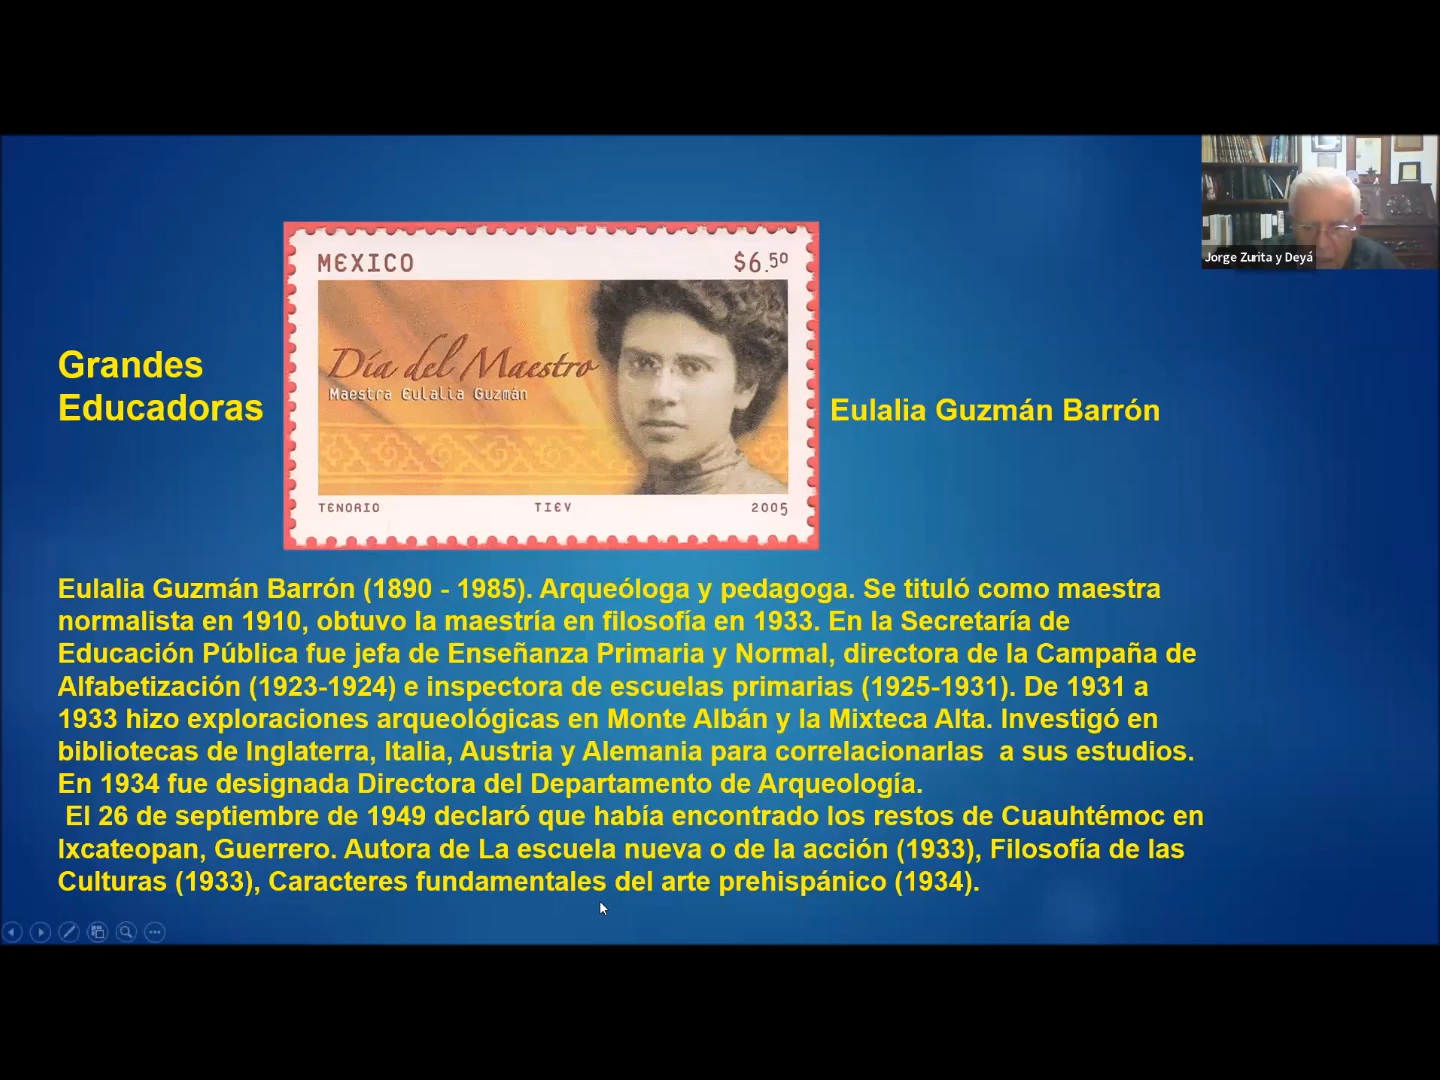 Jorge Zurita y Deyá
MEXICO
$6.50
Día del Maestro
Maestra Eulalia Guzmán
TENORIO
TIEV
2005
Grandes
Educadoras
Eulalia Guzmán Barrón
Eulalia Guzmán Barrón (1890 - 1985). Arqueóloga y pedagoga. Se tituló como maestra
normalista en 1910, obtuvo la maestría en filosofía en 1933. En la Secretaría de
Educación Pública fue jefa de Enseñanza Primaria y Normal, directora de la Campaña de
Alfabetización (1923-1924) e inspectora de escuelas primarias (1925-1931). De 1931 a
1933 hizo exploraciones arqueológicas en Monte Albán y la Mixteca Alta. Investigó en
bibliotecas de Inglaterra, Italia, Austria y Alemania para correlacionarlas  a sus estudios.
En 1934 fue designada Directora del Departamento de Arqueología.
El 26 de septiembre de 1949 declaró que había encontrado los restos de Cuauhtémoc en
Ixcateopan, Guerrero. Autora de La escuela nueva o de la acción (1933), Filosofía de las
Culturas (1933), Caracteres fundamentales del arte prehispánico (1934).